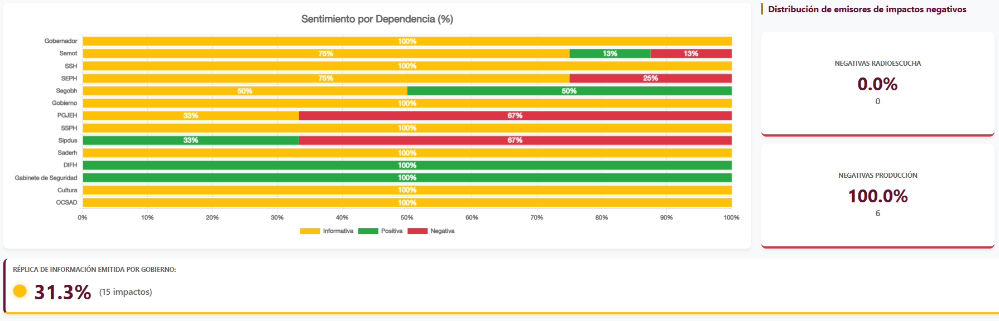 Sentimiento por Dependencia (%)
Gobernador 100%
Semot 75% 13% 13%
SSH 100%
SEPH 75% 25%
Segobh 50% 50%
Gobierno 100%
PGJEH 33% 67%
SSPH 100%
Sipdus 33% 67%
Saderh 100%
DIFH 100%
Gabinete de Seguridad 100%
Cultura 100%
OCSAD 100%
0% 10% 20% 30% 40% 50% 60% 70% 80% 90% 100%
Informativa Positiva Negativa
Distribución de emisores de impactos negativos
NEGATIVAS RADIOESCUCHA
0.0%
0
NEGATIVAS PRODUCCIÓN
100.0%
6
RÉPLICA DE INFORMACIÓN EMITIDA POR GOBIERNO:
31.3% (15 impactos)